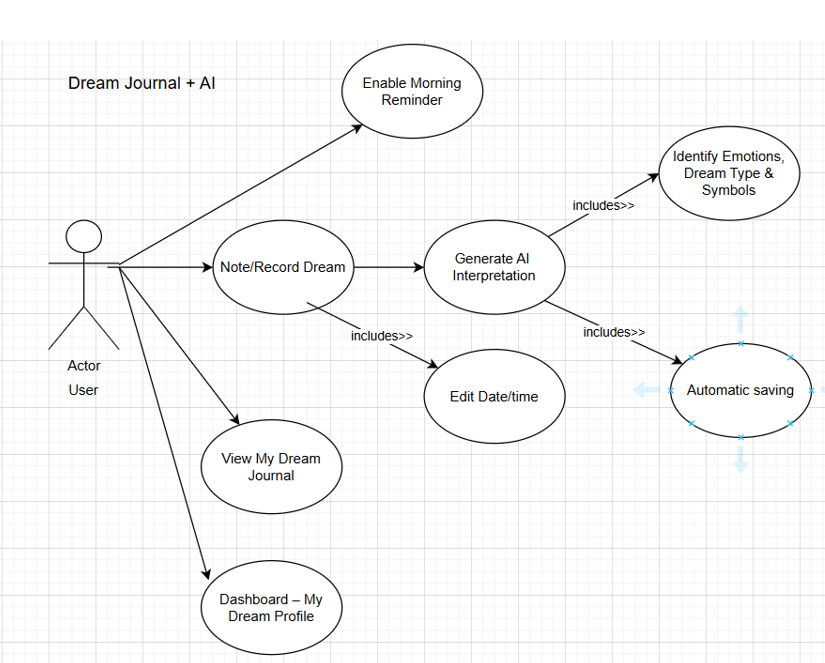 Dream Journal + AI
Enable Morning
Reminder
Identify Emotions,
Dream Type &
Symbols
includes>>
Note/Record Dream
Generate AI
Interpretation
includes>>
includes>>
Actor
User
Edit Date/time
Automatic saving
View My Dream
Journal
Dashboard – My
Dream Profile